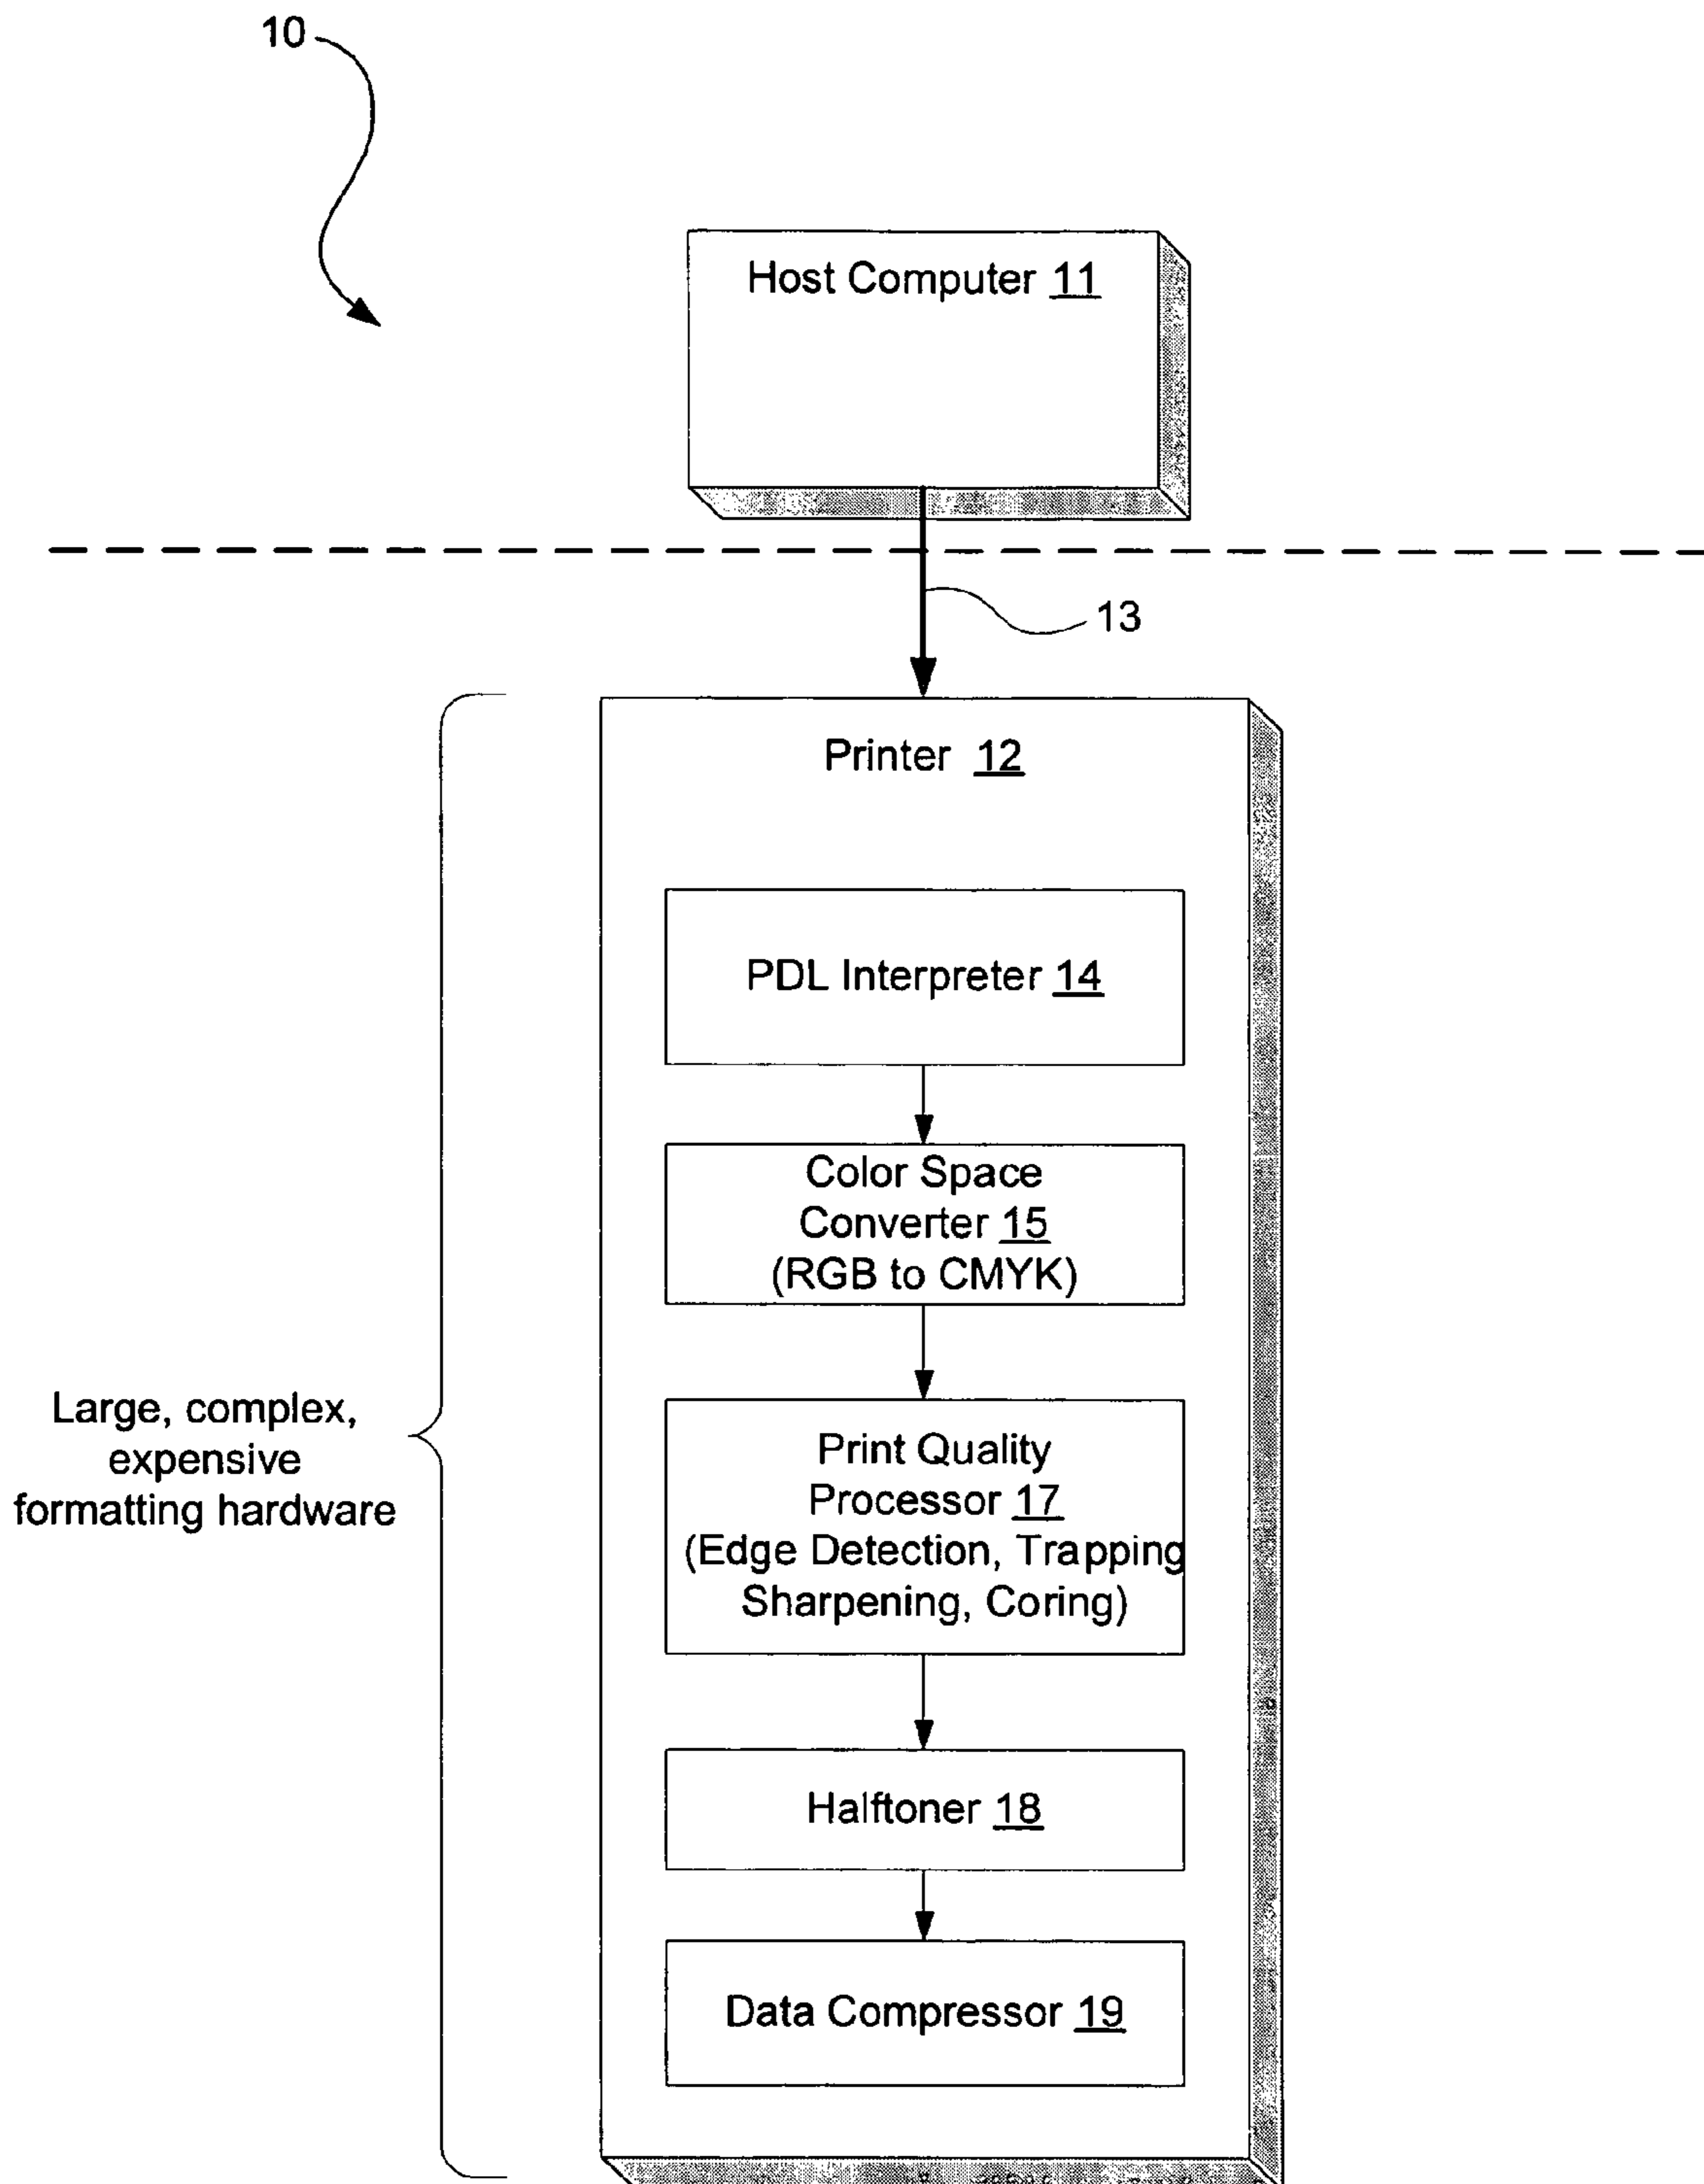 10
Host Computer 11
13
Printer 12
PDL Interpreter 14
Color Space
Converter 15
(RGB to CMYK)
Large, complex,
expensive
formatting hardware
Print Quality
Processor 17
(Edge Detection, Trapping
Sharpening, Coring)
Halftoner 18
Data Compressor 19